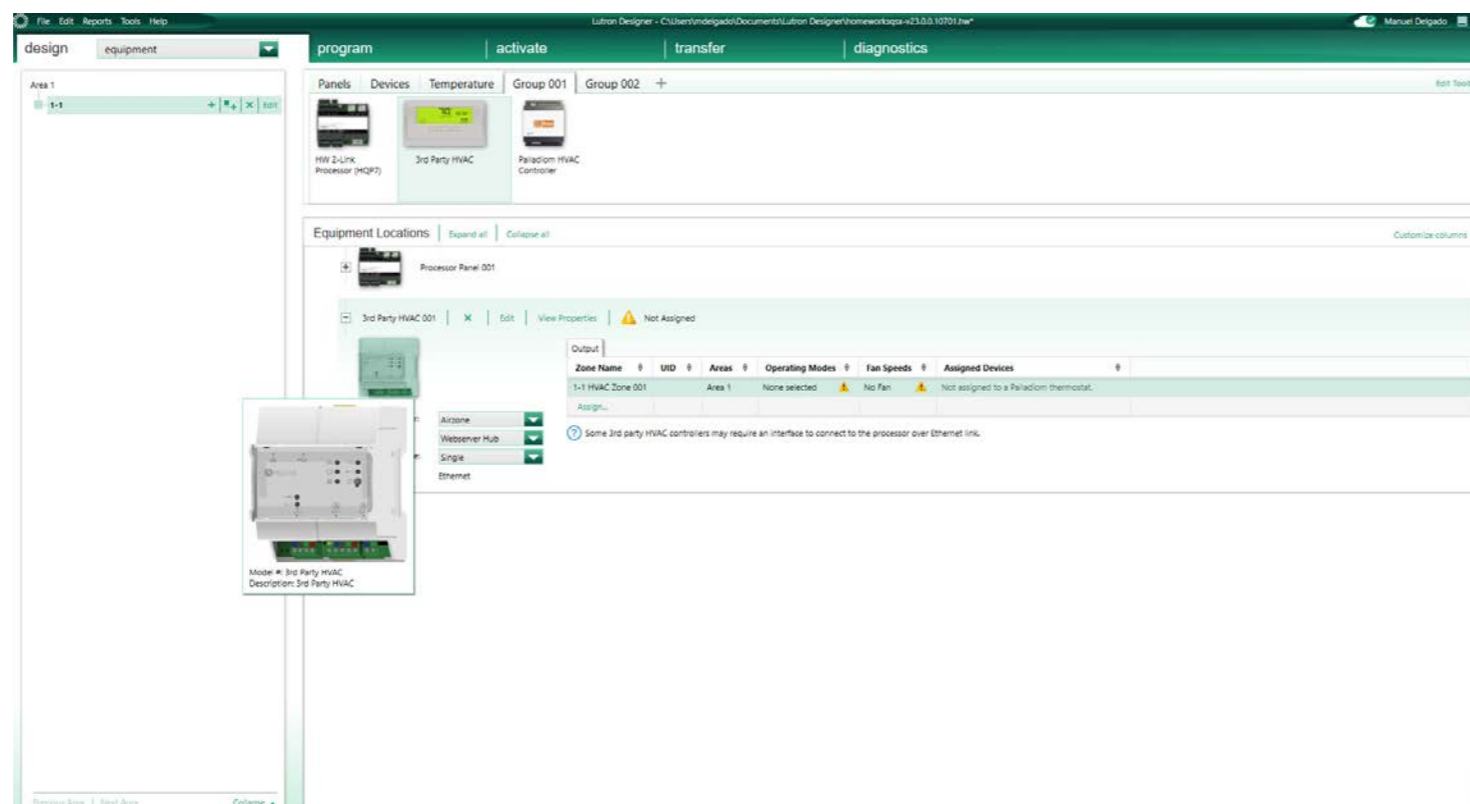 File Edit Reports Tools Help
Lutron Designer - C:\Users\mdelgado\Documents\Lutron Designer\homeworksqsx-v23.0.0.10701.hw*
Manuel Delgado
design
equipment
program
activate
transfer
diagnostics
Area 1
1-1
Edit
Panels Devices Temperature Group 001 Group 002 +
HW 2-Link
Processor (HQP7)
3rd Party HVAC
Palladiom HVAC
Controller
Equipment Locations
Expand all
Collapse all
Customize columns
Processor Panel 001
3rd Party HVAC 001
Edit
View Properties
Not Assigned
Output
Zone Name UID Areas Operating Modes Fan Speeds Assigned Devices
1-1 HVAC Zone 001 Area 1 None selected No Fan Not assigned to a Palladiom thermostat.
Assign...
Airzone
Webserver Hub
Single
Ethernet
Some 3rd party HVAC controllers may require an interface to connect to the processor over Ethernet link.
Model #: 3rd Party HVAC
Description: 3rd Party HVAC
Previous Area | Next Area
Collapse